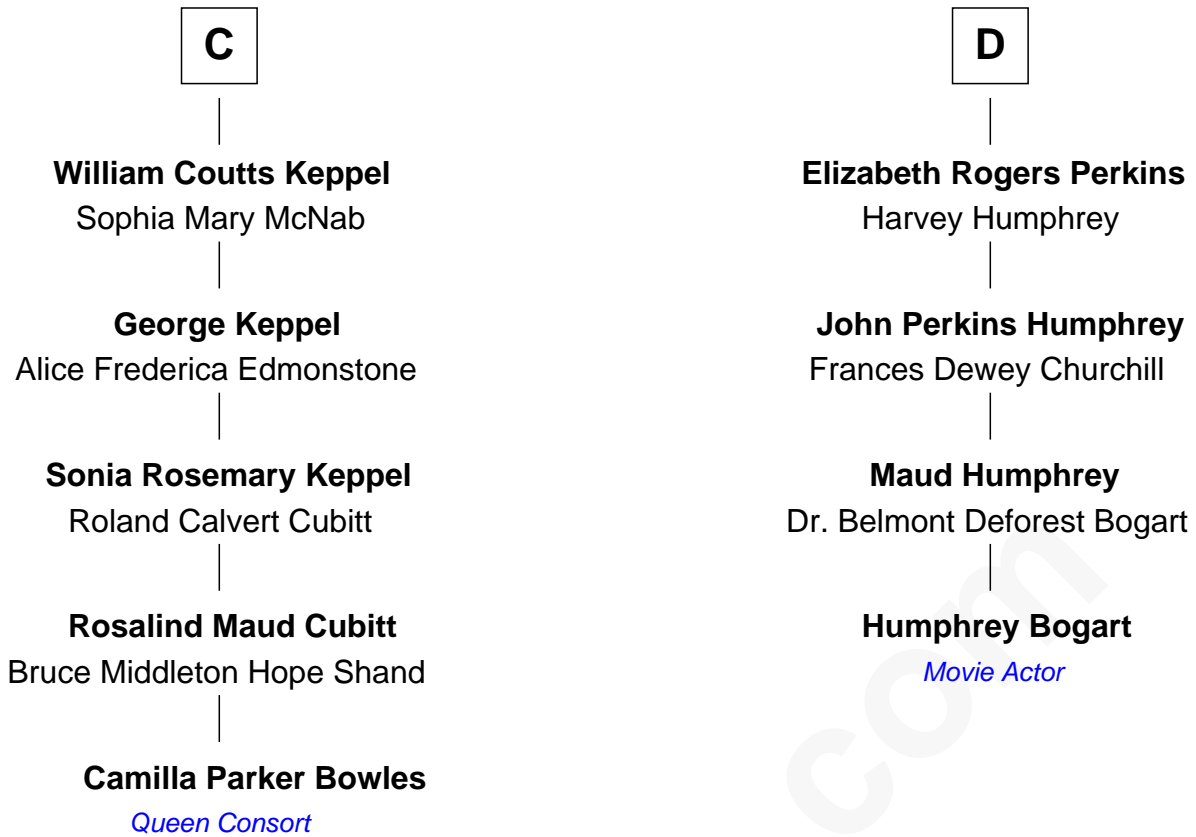 C
William Coutts Keppel
Sophia Mary McNab
George Keppel
Alice Frederica Edmonstone
Sonia Rosemary Keppel
Roland Calvert Cubitt
Rosalind Maud Cubitt
Bruce Middleton Hope Shand
Camilla Parker Bowles
Queen Consort
D
Elizabeth Rogers Perkins
Harvey Humphrey
John Perkins Humphrey
Frances Dewey Churchill
Maud Humphrey
Dr. Belmont Deforest Bogart
Humphrey Bogart
Movie Actor
com